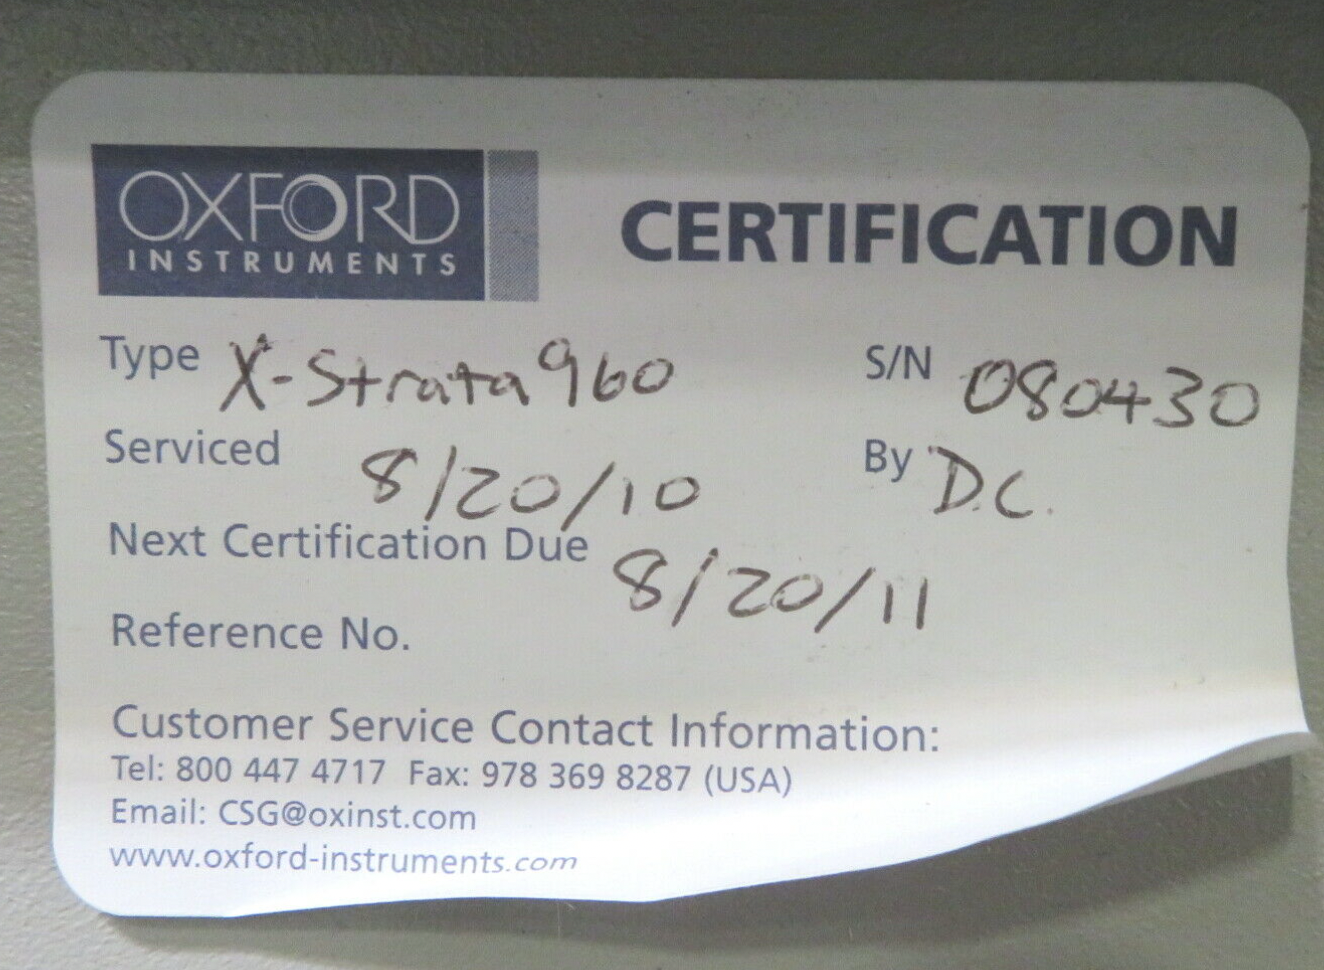 OXFORD
INSTRUMENTS
CERTIFICATION
Type X-Strata960 S/N 080430
Serviced 8/20/10 By D.C.
Next Certification Due 8/20/11
Reference No.
Customer Service Contact Information:
Tel: 800 447 4717 Fax: 978 369 8287 (USA)
Email: CSG@oxinst.com
www.oxford-instruments.com